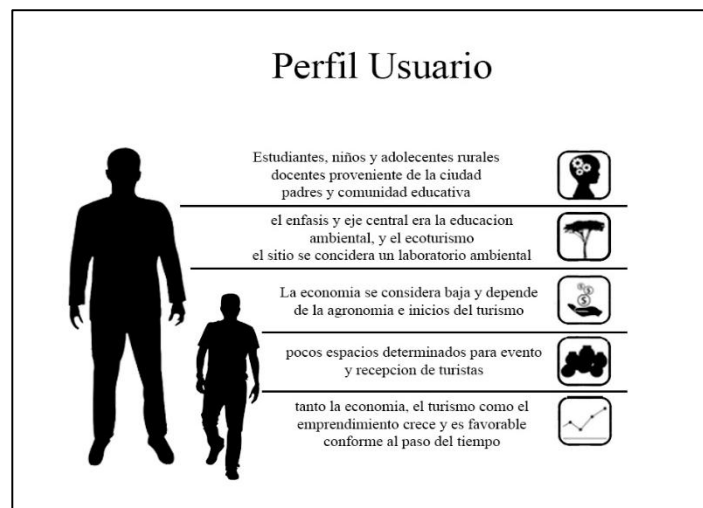 Perfil Usuario
Estudiantes, niños y adolecentes rurales
docentes proveniente de la ciudad
padres y comunidad educativa
el enfasis y eje central era la educacion
ambiental, y el ecoturismo
el sitio se concidera un laboratorio ambiental
La economia se considera baja y depende
de la agronomia e inicios del turismo
pocos espacios determinados para evento
y recepcion de turistas
tanto la economia, el turismo como el
emprendimiento crece y es favorable
conforme al paso del tiempo